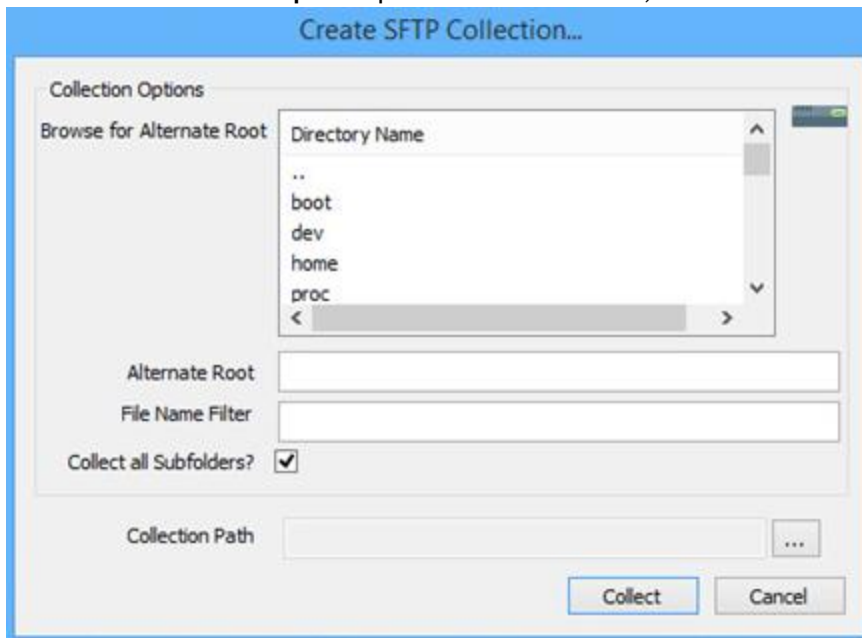 Create SFTP Collection...
Collection Options
Browse for Alternate Root
Directory Name
..
boot
dev
home
proc
Alternate Root
File Name Filter
Collect all Subfolders?
Collection Path
...
Collect
Cancel